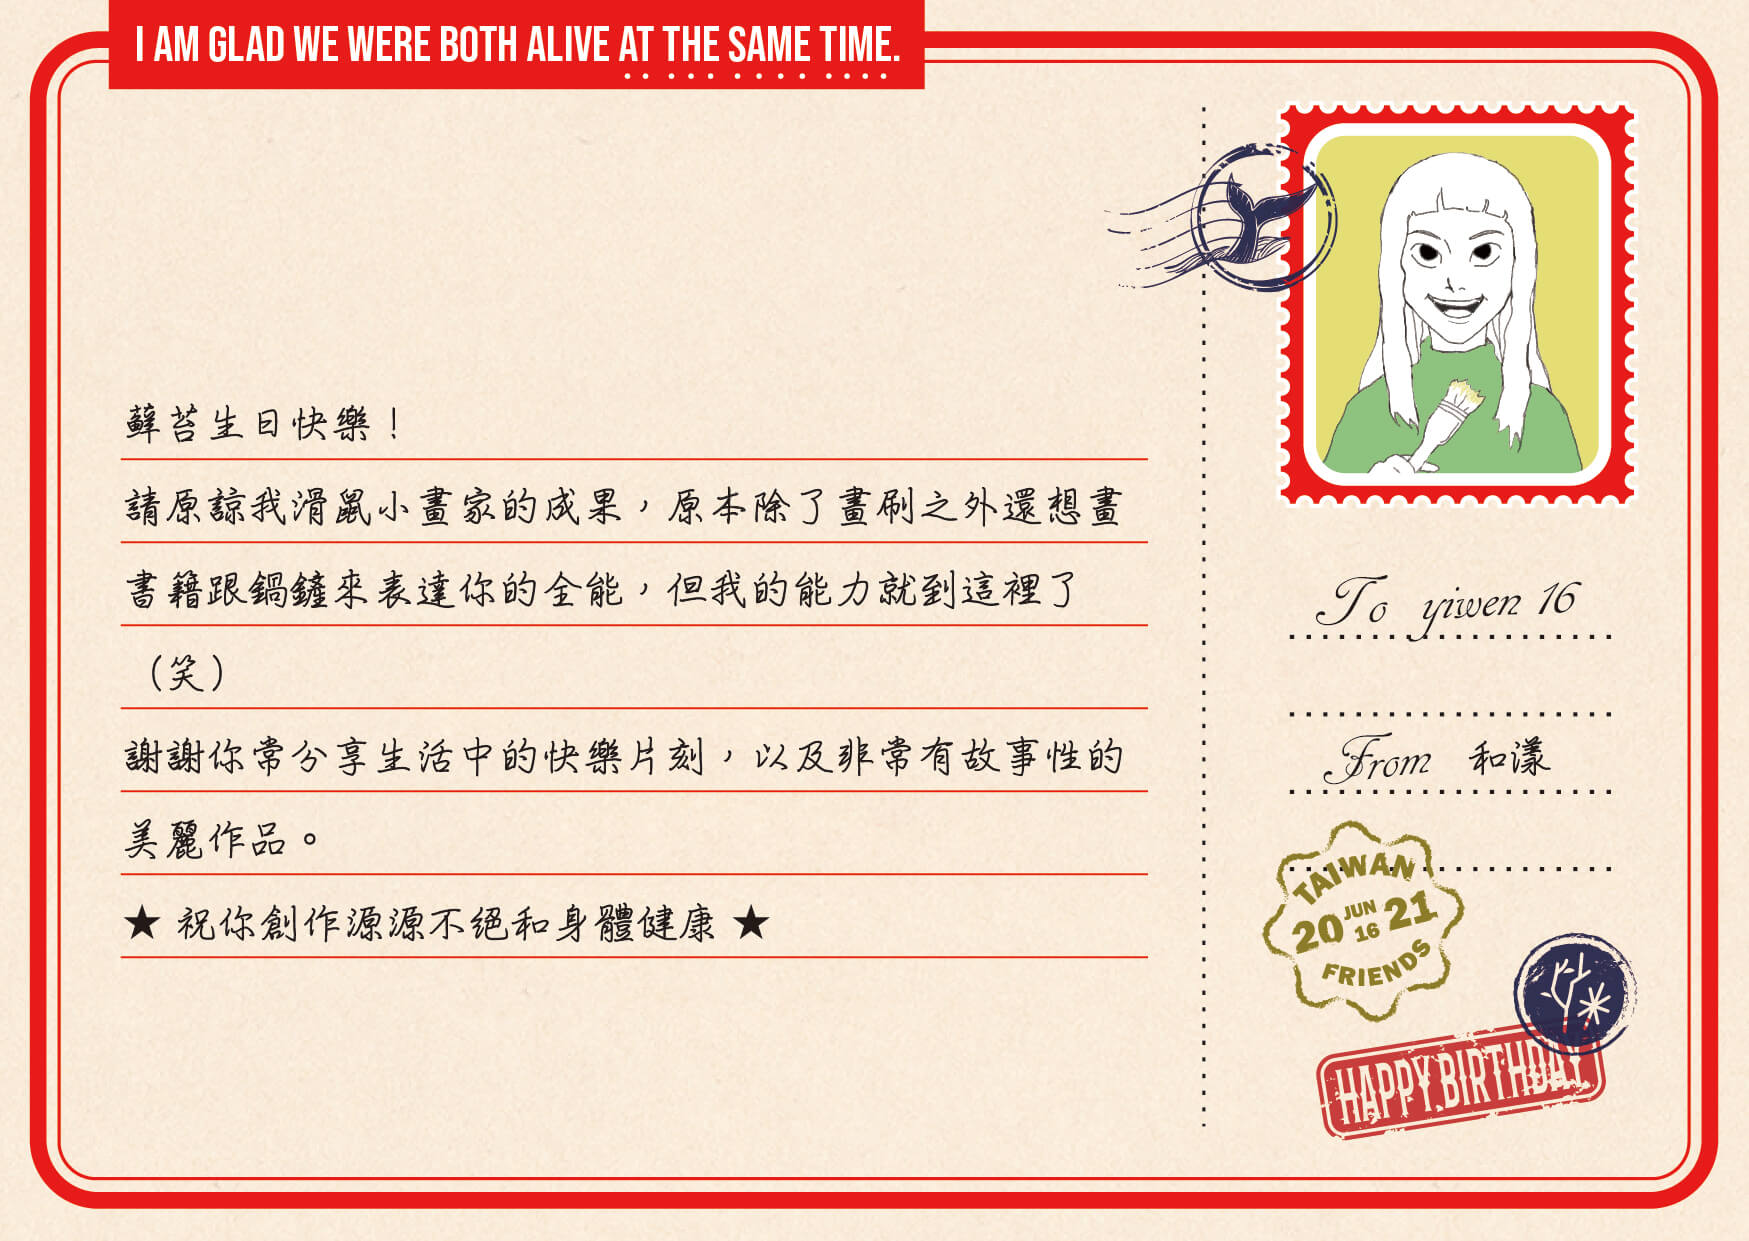 I AM GLAD WE WERE BOTH ALIVE AT THE SAME TIME.
蘚苔生日快樂！
請原諒我滑鼠小畫家的成果，原本除了畫刷之外還想畫
書籍跟鍋鏟來表達你的全能，但我的能力就到這裡了
（笑）
謝謝你常分享生活中的快樂片刻，以及非常有故事性的
美麗作品。
★ 祝你創作源源不絕和身體健康 ★
To yiwen 16
From 和漾
TAIWAN
20 JUN 16 21
FRIENDS
HAPPY BIRTHDAY